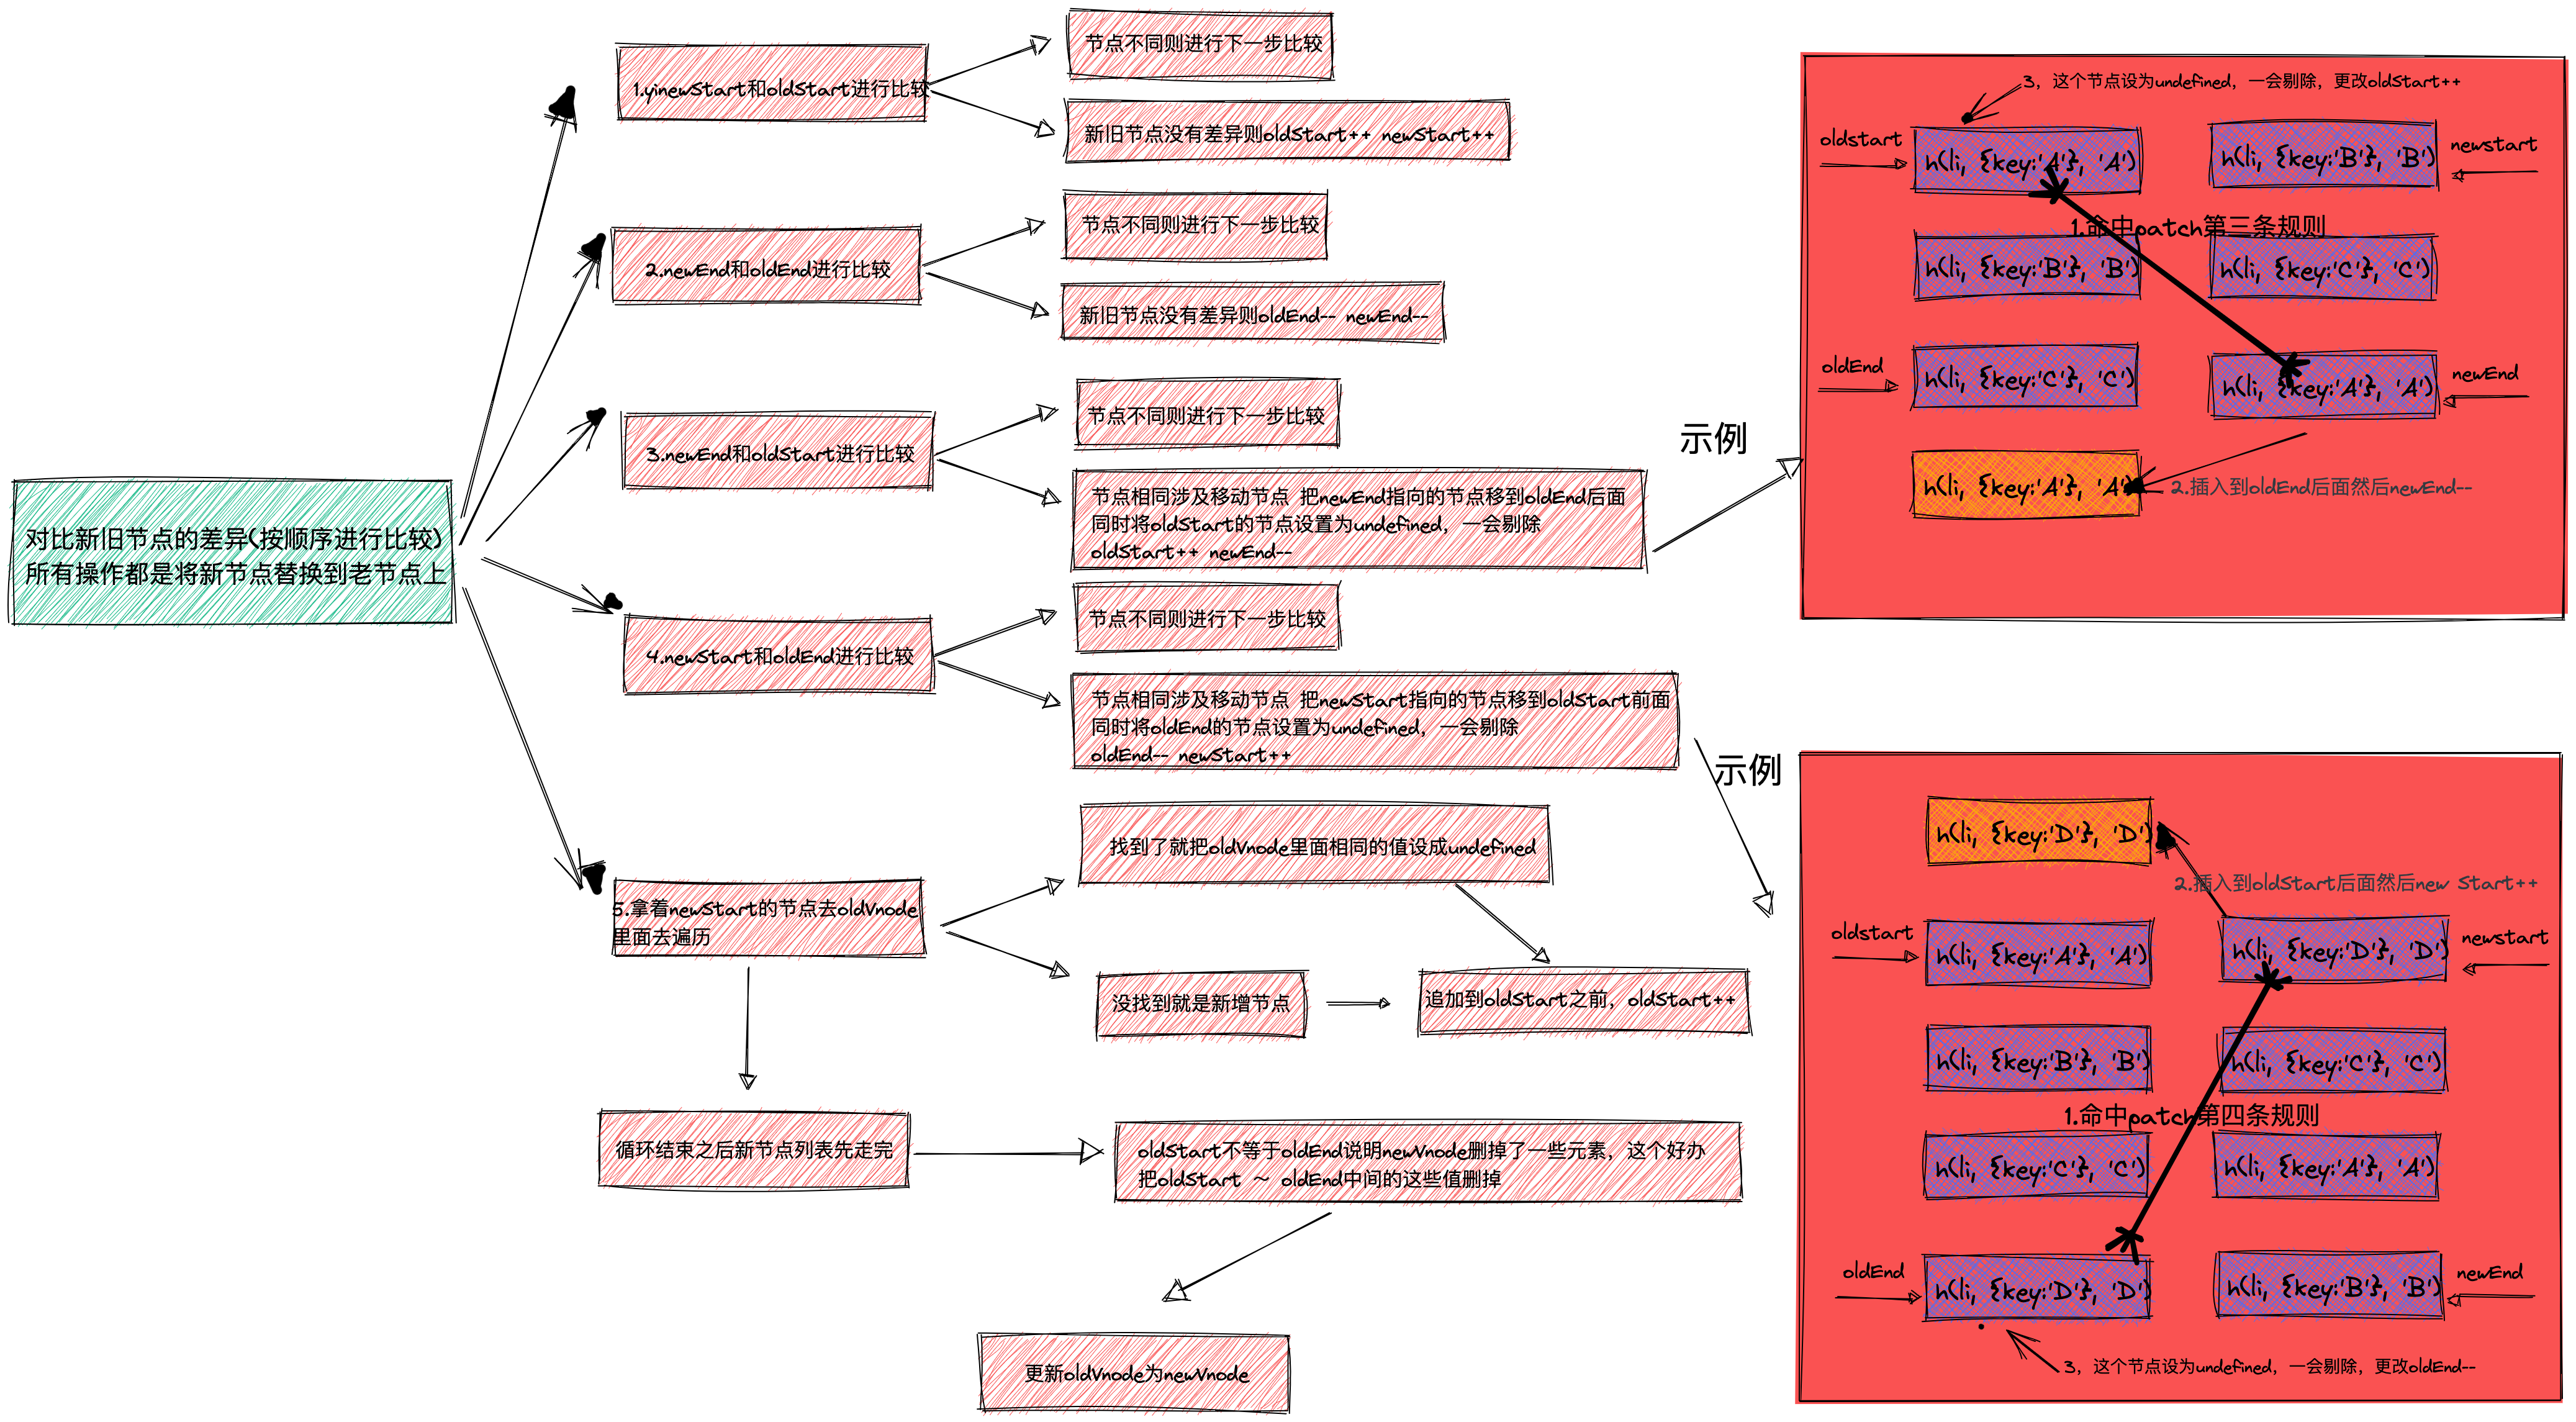 对比新旧节点的差异(按顺序进行比较)
所有操作都是将新节点替换到老节点上
1.yinewStart和oldStart进行比较
节点不同则进行下一步比较
新旧节点没有差异则oldStart++ newStart++
2.newEnd和oldEnd进行比较
节点不同则进行下一步比较
新旧节点没有差异则oldEnd-- newEnd--
3.newEnd和oldStart进行比较
节点不同则进行下一步比较
节点相同涉及移动节点 把newEnd指向的节点移到oldEnd后面
同时将oldStart的节点设置为undefined，一会剔除
oldStart++ newEnd--
4.newStart和oldEnd进行比较
节点不同则进行下一步比较
节点相同涉及移动节点 把newStart指向的节点移到oldStart前面
同时将oldEnd的节点设置为undefined，一会剔除
oldEnd-- newStart++
5.拿着newStart的节点去oldVnode
里面去遍历
找到了就把oldVnode里面相同的值设成undefined
没找到就是新增节点
追加到oldStart之前，oldStart++
循环结束之后新节点列表先走完
oldStart不等于oldEnd说明newVnode删掉了一些元素，这个好办
把oldStart ～ oldEnd中间的这些值删掉
更新oldVnode为newVnode
示例
3，这个节点设为undefined，一会剔除，更改oldStart++
oldstart
h(li, {key:'A'}, 'A')
h(li, {key:'B'}, 'B')
newstart
1.命中patch第三条规则
h(li, {key:'B'}, 'B')
h(li, {key:'C'}, 'C')
oldEnd
h(li, {key:'C'}, 'C')
h(li, {key:'A'}, 'A')
newEnd
h(li, {key:'A'}, 'A')
2.插入到oldEnd后面然后newEnd--
示例
h(li, {key:'D'}, 'D')
2.插入到oldStart后面然后new Start++
oldstart
h(li, {key:'A'}, 'A')
h(li, {key:'D'}, 'D')
newstart
h(li, {key:'B'}, 'B')
h(li, {key:'C'}, 'C')
1.命中patch第四条规则
h(li, {key:'C'}, 'C')
h(li, {key:'A'}, 'A')
oldEnd
h(li, {key:'D'}, 'D')
h(li, {key:'B'}, 'B')
newEnd
3，这个节点设为undefined，一会剔除，更改oldEnd--